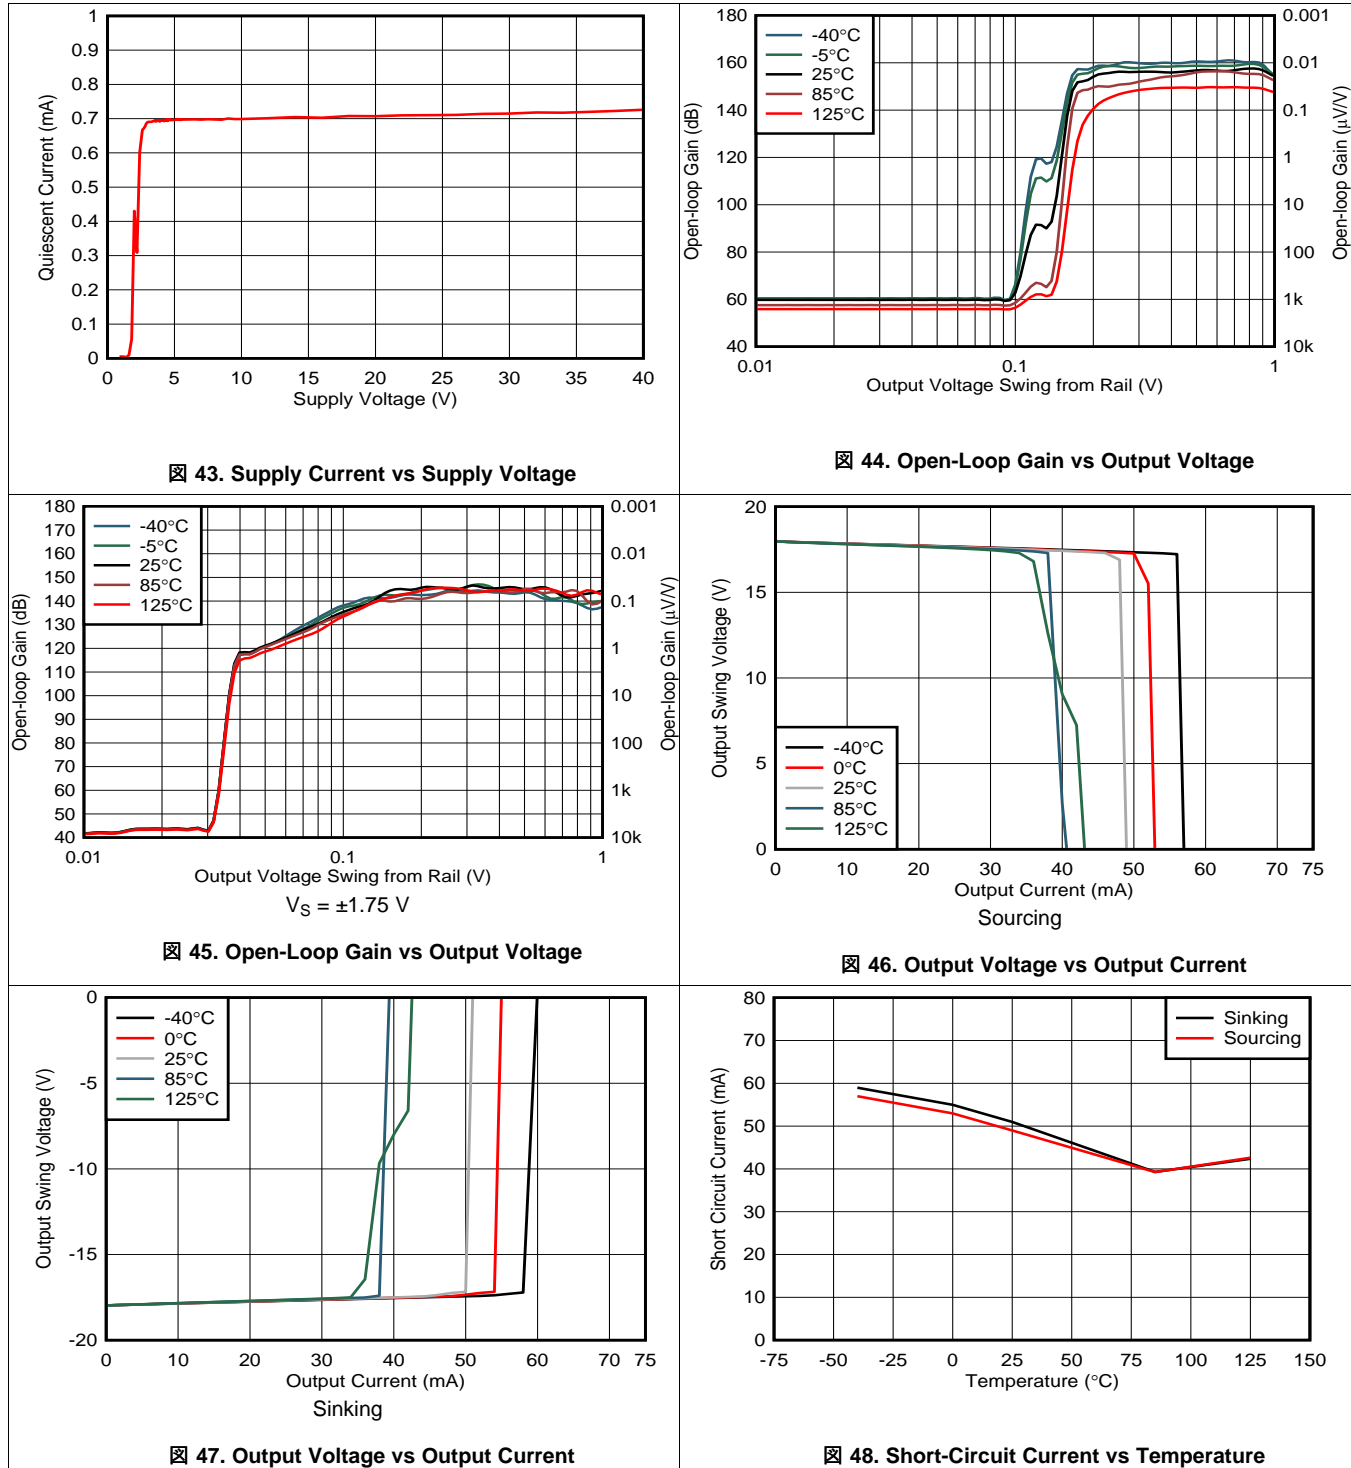 1
0.9
0.8
0.7
0.6
0.5
0.4
0.3
0.2
0.1
0
0 5 10 15 20 25 30 35 40
Quiescent Current (mA)
Supply Voltage (V)
図 43. Supply Current vs Supply Voltage
180
160
140
120
100
80
60
40
-40°C
-5°C
25°C
85°C
125°C
0.001
0.01
0.1
1
10
100
1k
10k
0.01 0.1 1
Open-loop Gain (dB)
Open-loop Gain (µV/V)
Output Voltage Swing from Rail (V)
図 44. Open-Loop Gain vs Output Voltage
180
170
160
150
140
130
120
110
100
90
80
70
60
50
40
-40°C
-5°C
25°C
85°C
125°C
0.001
0.01
0.1
1
10
100
1k
10k
0.01 0.1 1
Open-loop Gain (dB)
Open-loop Gain (µV/V)
Output Voltage Swing from Rail (V)
VS = ±1.75 V
図 45. Open-Loop Gain vs Output Voltage
20
15
10
5
0
-40°C
0°C
25°C
85°C
125°C
0 10 20 30 40 50 60 70 75
Output Swing Voltage (V)
Output Current (mA)
Sourcing
図 46. Output Voltage vs Output Current
0
-5
-10
-15
-20
-40°C
0°C
25°C
85°C
125°C
0 10 20 30 40 50 60 70 75
Output Swing Voltage (V)
Output Current (mA)
Sinking
図 47. Output Voltage vs Output Current
80
70
60
50
40
30
20
10
0
Sinking
Sourcing
-75 -50 -25 0 25 50 75 100 125 150
Short Circuit Current (mA)
Temperature (°C)
図 48. Short-Circuit Current vs Temperature